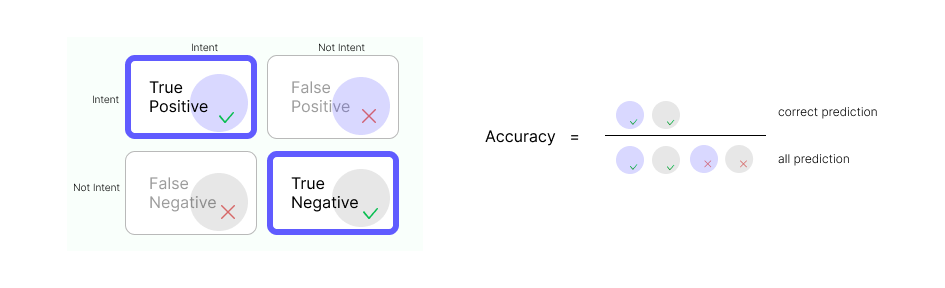 Intent
Not Intent
Intent
True
Positive
False
Positive
Not Intent
False
Negative
True
Negative
Accuracy =
correct prediction
all prediction